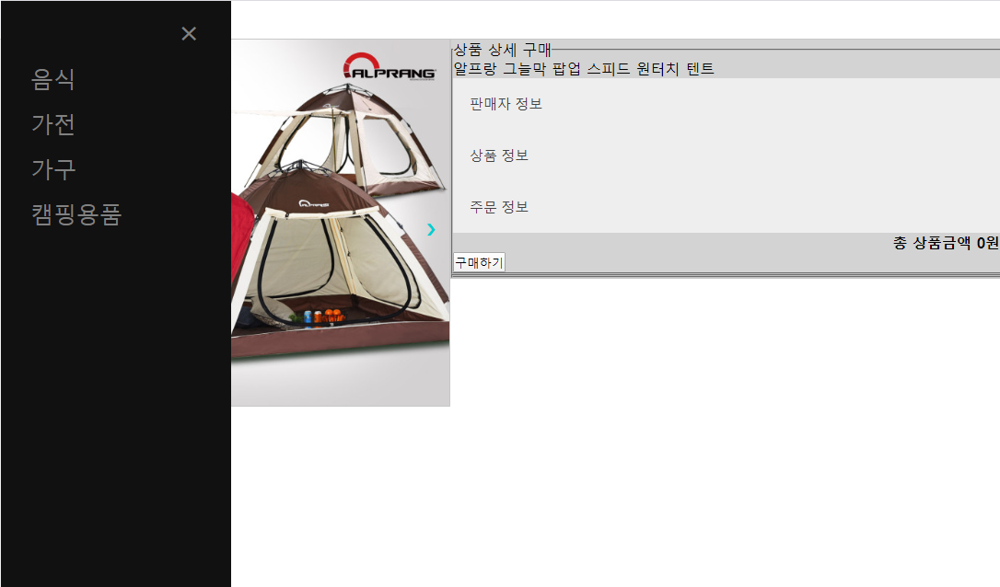 ×
음식
가전
가구
캠핑용품
ALPRANG
ALPRANG
❯
상품 상세 구매
알프랑 그늘막 팝업 스피드 원터치 텐트
판매자 정보
상품 정보
주문 정보
총 상품금액 0원
구매하기